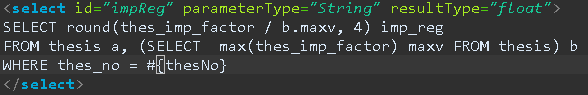 <select id="impReg" parameterType="String" resultType="float">
SELECT round(thes_imp_factor / b.maxv, 4) imp_reg
FROM thesis a, (SELECT  max(thes_imp_factor) maxv FROM thesis) b
WHERE thes_no = #{thesNo}
</select>